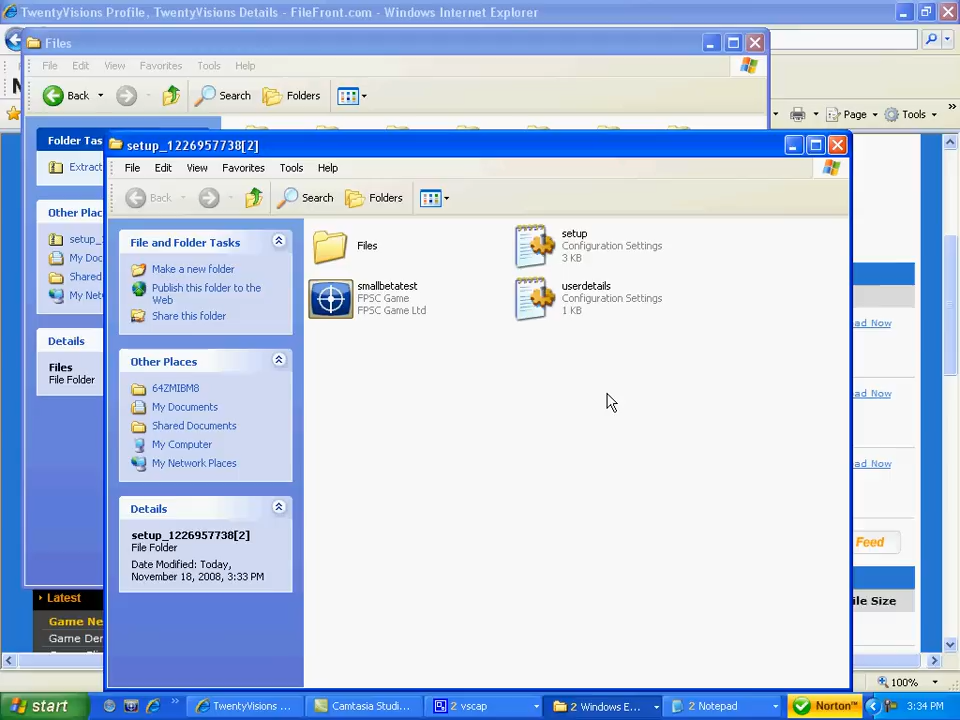 TwentyVisions Profile, TwentyVisions Details - FileFront.com - Windows Internet Explorer
Files
File Edit View Favorites Tools Help
Back Search Folders
Page Tools
Folder Tas
Extract
Other Plac
setup_
My Doc
Shared
My Net
Details
Files
File Folder
setup_1226957738[2]
File Edit View Favorites Tools Help
Back Search Folders
File and Folder Tasks
Make a new folder
Publish this folder to the
Web
Share this folder
Other Places
64ZMIBM8
My Documents
Shared Documents
My Computer
My Network Places
Details
setup_1226957738[2]
File Folder
Date Modified: Today,
November 18, 2008, 3:33 PM
Files
setup
Configuration Settings
3 KB
smallbetatest
FPSC Game
FPSC Game Ltd
userdetails
Configuration Settings
1 KB
ad Now
ad Now
ad Now
Feed
ile Size
Latest
Game Ne
Game Der
100%
start
TwentyVisions ...
Camtasia Studi...
2 vscap
2 Windows E...
2 Notepad
Norton™
3:34 PM